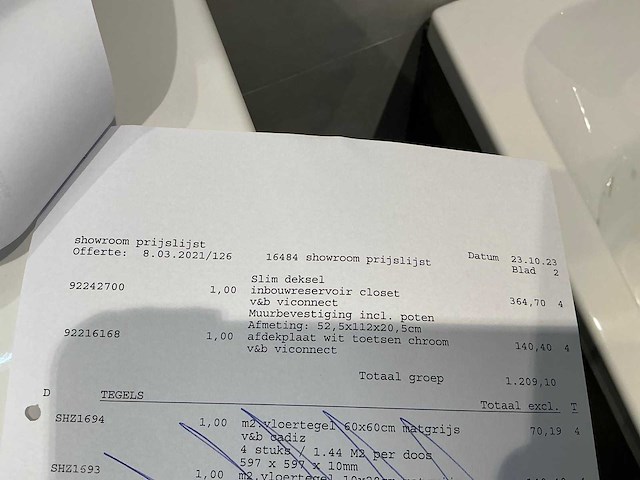 showroom prijslijst
Offerte: 8.03.2021/126 16484 showroom prijslijst Datum 23.10.23
Blad 2
Slim deksel
92242700 1,00 inbouwreservoir closet 364,70 4
v&b viconnect
Muurbevestiging incl. poten
Afmeting: 52,5x112x20,5cm
92216168 1,00 afdekplaat wit toetsen chroom 140,40 4
v&b viconnect
Totaal groep 1.209,10
D TEGELS Totaal excl. T
SHZ1694 1,00 m2.vloertegel 60x60cm matgrijs 70,19 4
v&b cadiz
4 stuks / 1.44 M2 per doos
597 x 597 x 10mm
SHZ1693 1,00 m2.vloertegel